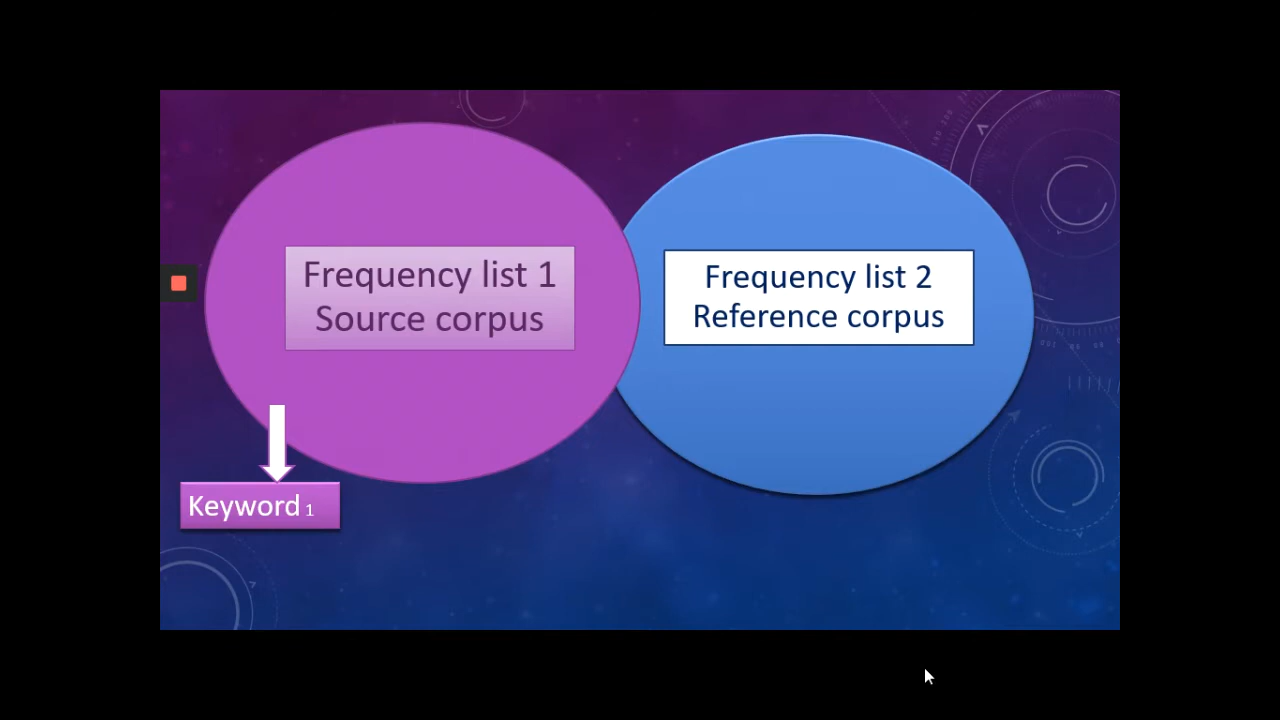 Frequency list 1
Source corpus
Frequency list 2
Reference corpus
Keyword 1